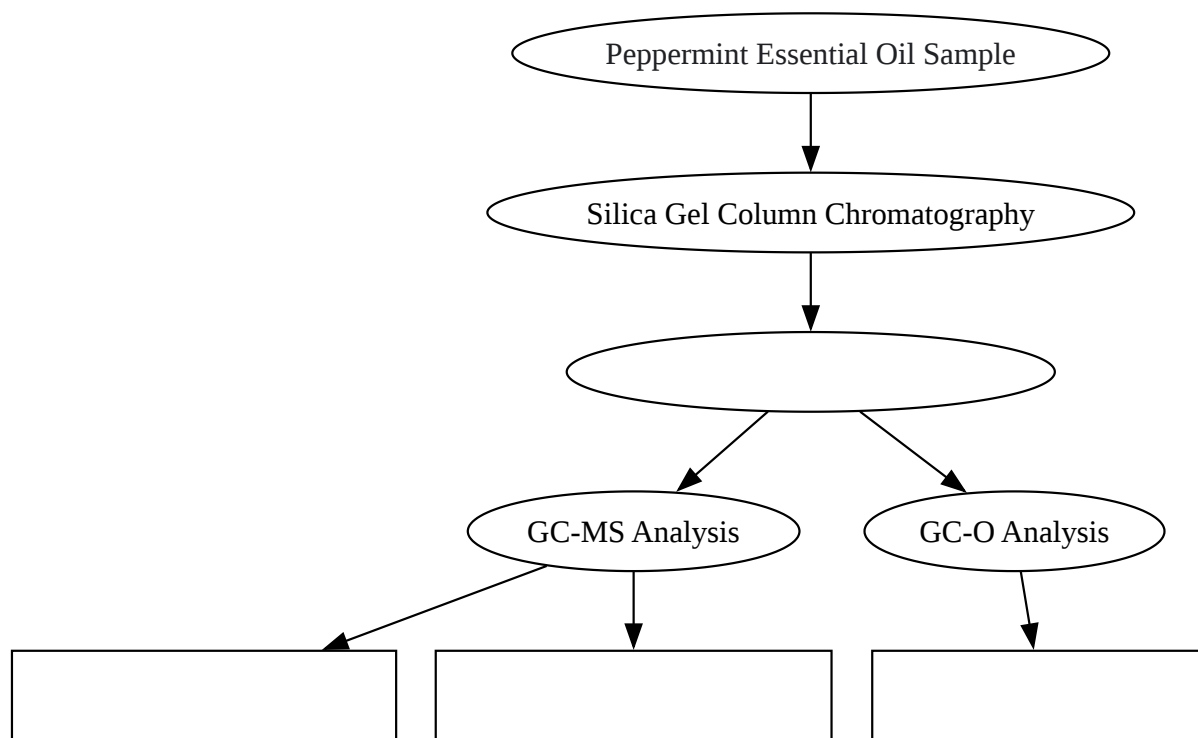 Peppermint Essential Oil Sample
Silica Gel Column Chromatography
GC-MS Analysis
GC-O Analysis